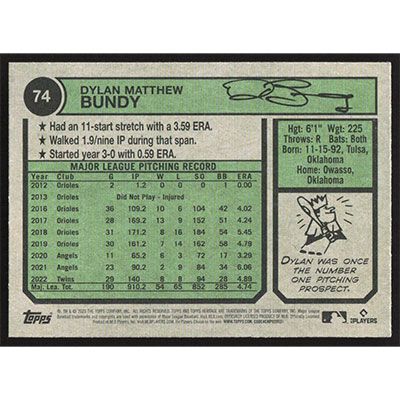 74
DYLAN MATTHEW
BUNDY
★ Had an 11-start stretch with a 3.59 ERA.
★ Walked 1.9/nine IP during that span.
★ Started year 3-0 with 0.59 ERA.
Hgt: 6'1" Wgt: 225
Throws: R Bats: Both
Born: 11-15-92, Tulsa,
Oklahoma
Home: Owasso,
Oklahoma
MAJOR LEAGUE PITCHING RECORD
Year Club G IP W L SO BB ERA
2012 Orioles 2 1.2 0 0 0 1 0.00
2013 Orioles Did Not Play - Injured
2016 Orioles 36 109.2 10 6 104 42 4.02
2017 Orioles 28 169.2 13 9 152 51 4.24
2018 Orioles 31 171.2 8 16 184 54 5.45
2019 Orioles 30 161.2 7 14 162 58 4.79
2020 Angels 11 65.2 6 3 72 17 3.29
2021 Angels 23 90.2 2 9 84 34 6.06
2022 Twins 29 140 8 8 94 28 4.89
Maj. Lea. Tot. 190 910.2 54 65 852 285 4.74
DYLAN WAS ONCE
THE NUMBER
ONE PITCHING
PROSPECT.
Topps
MLB
PLAYERS